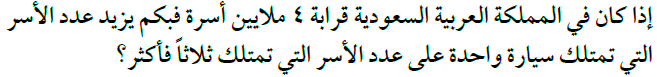 إذا كان في المملكة العربية السعودية قرابة ٤ ملايين أسرة فبكم يزيد عدد الأسر
التي تمتلك سيارة واحدة على عدد الأسر التي تمتلك ثلاثاً فأكثر؟